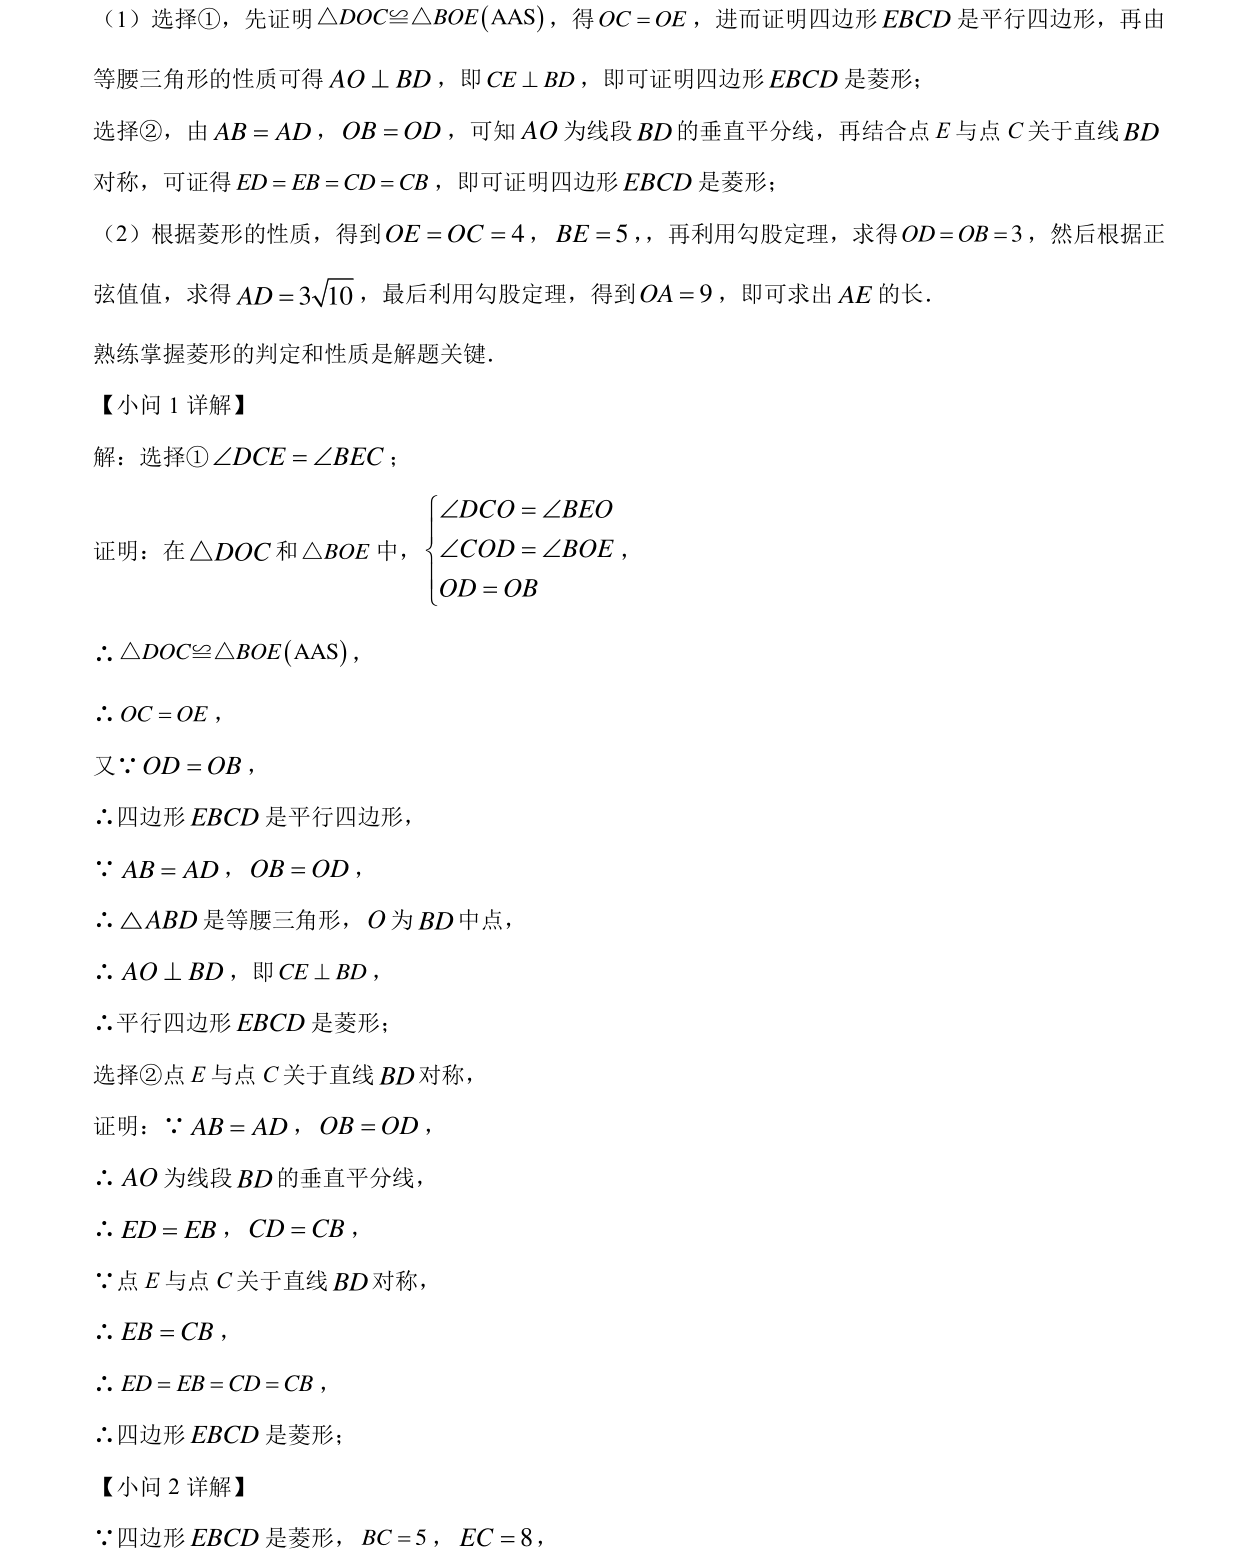 （1）选择①，先证明△DOC≌△BOE(AAS)，得OC=OE，进而证明四边形EBCD是平行四边形，再由
等腰三角形的性质可得AO⊥BD，即CE⊥BD，即可证明四边形EBCD是菱形；
选择②，由AB=AD，OB=OD，可知AO为线段BD的垂直平分线，再结合点E与点C关于直线BD
对称，可证得ED=EB=CD=CB，即可证明四边形EBCD是菱形；
（2）根据菱形的性质，得到OE=OC=4，BE=5，，再利用勾股定理，求得OD=OB=3，然后根据正
弦值值，求得AD=3√10，最后利用勾股定理，得到OA=9，即可求出AE的长．
熟练掌握菱形的判定和性质是解题关键．
【小问1详解】
解：选择①∠DCE=∠BEC；
证明：在△DOC和△BOE中，{∠DCO=∠BEO
∠COD=∠BOE，
OD=OB
∴△DOC≌△BOE(AAS)，
∴OC=OE，
又∵OD=OB，
∴四边形EBCD是平行四边形，
∵AB=AD，OB=OD，
∴△ABD是等腰三角形，O为BD中点，
∴AO⊥BD，即CE⊥BD，
∴平行四边形EBCD是菱形；
选择②点E与点C关于直线BD对称，
证明：∵AB=AD，OB=OD，
∴AO为线段BD的垂直平分线，
∴ED=EB，CD=CB，
∵点E与点C关于直线BD对称，
∴EB=CB，
∴ED=EB=CD=CB，
∴四边形EBCD是菱形；
【小问2详解】
∵四边形EBCD是菱形，BC=5，EC=8，